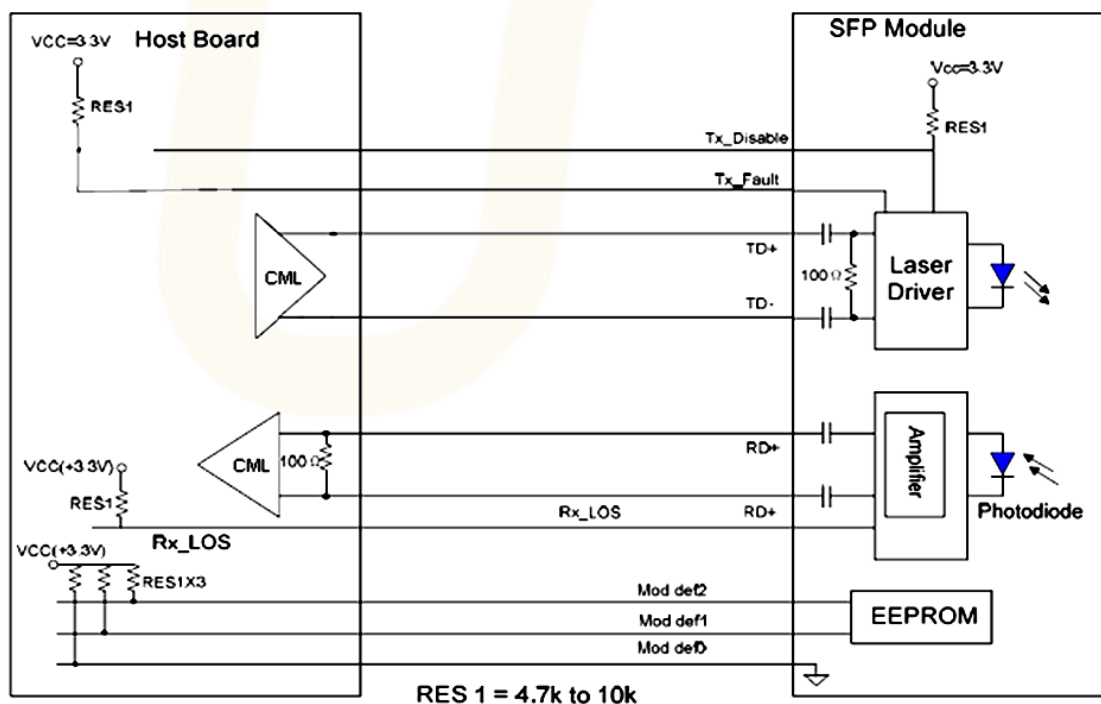 Host Board
SFP Module
VCC=3.3V
Vcc=3.3V
RES1
RES1
Tx_Disable
Tx_Fault
TD+
CML
100Ω
Laser
Driver
TD-
RD+
CML
100Ω
Amplifier
VCC(+3.3V)
RES1
Rx_LOS
RD+
Photodiode
Rx_LOS
VCC(+3.3V)
RES1X3
Mod def2
EEPROM
Mod def1
Mod def0
RES 1 = 4.7k to 10k